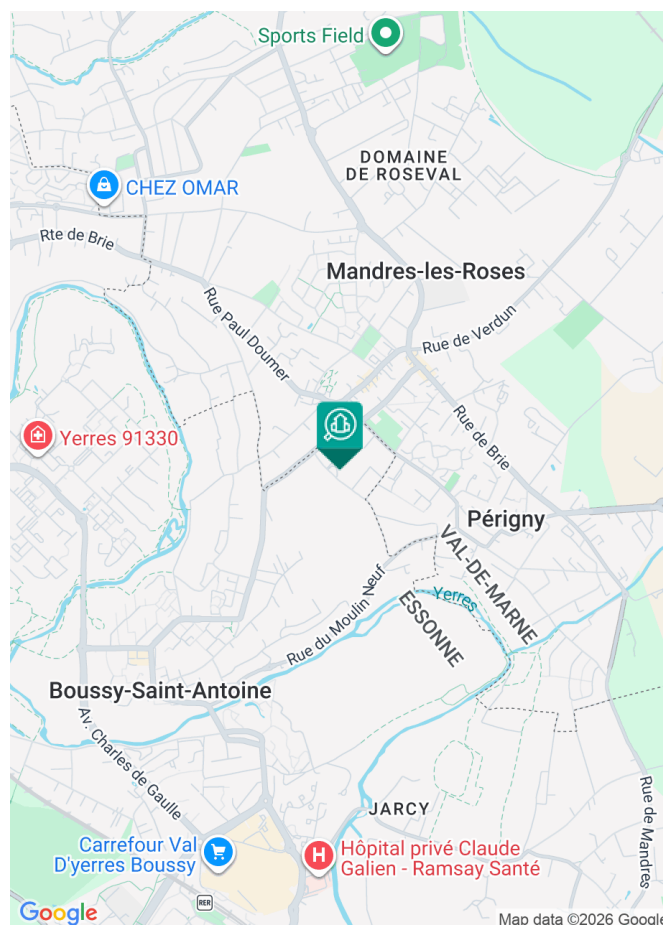 Sports Field
DOMAINE
DE ROSEVAL
CHEZ OMAR
Rte de Brie
Mandres-les-Roses
Rue Paul Doumer
Rue de Verdun
Rue de Brie
Yerres 91330
Périgny
VAL-DE-MARNE
ESSONNE
Yerres
Rue du Moulin Neuf
Boussy-Saint-Antoine
Av. Charles de Gaulle
JARCY
Rue de Mandres
Carrefour Val
D'yerres Boussy
H
Hôpital privé Claude
Galien - Ramsay Santé
RER
Google
Map data ©2026 Google